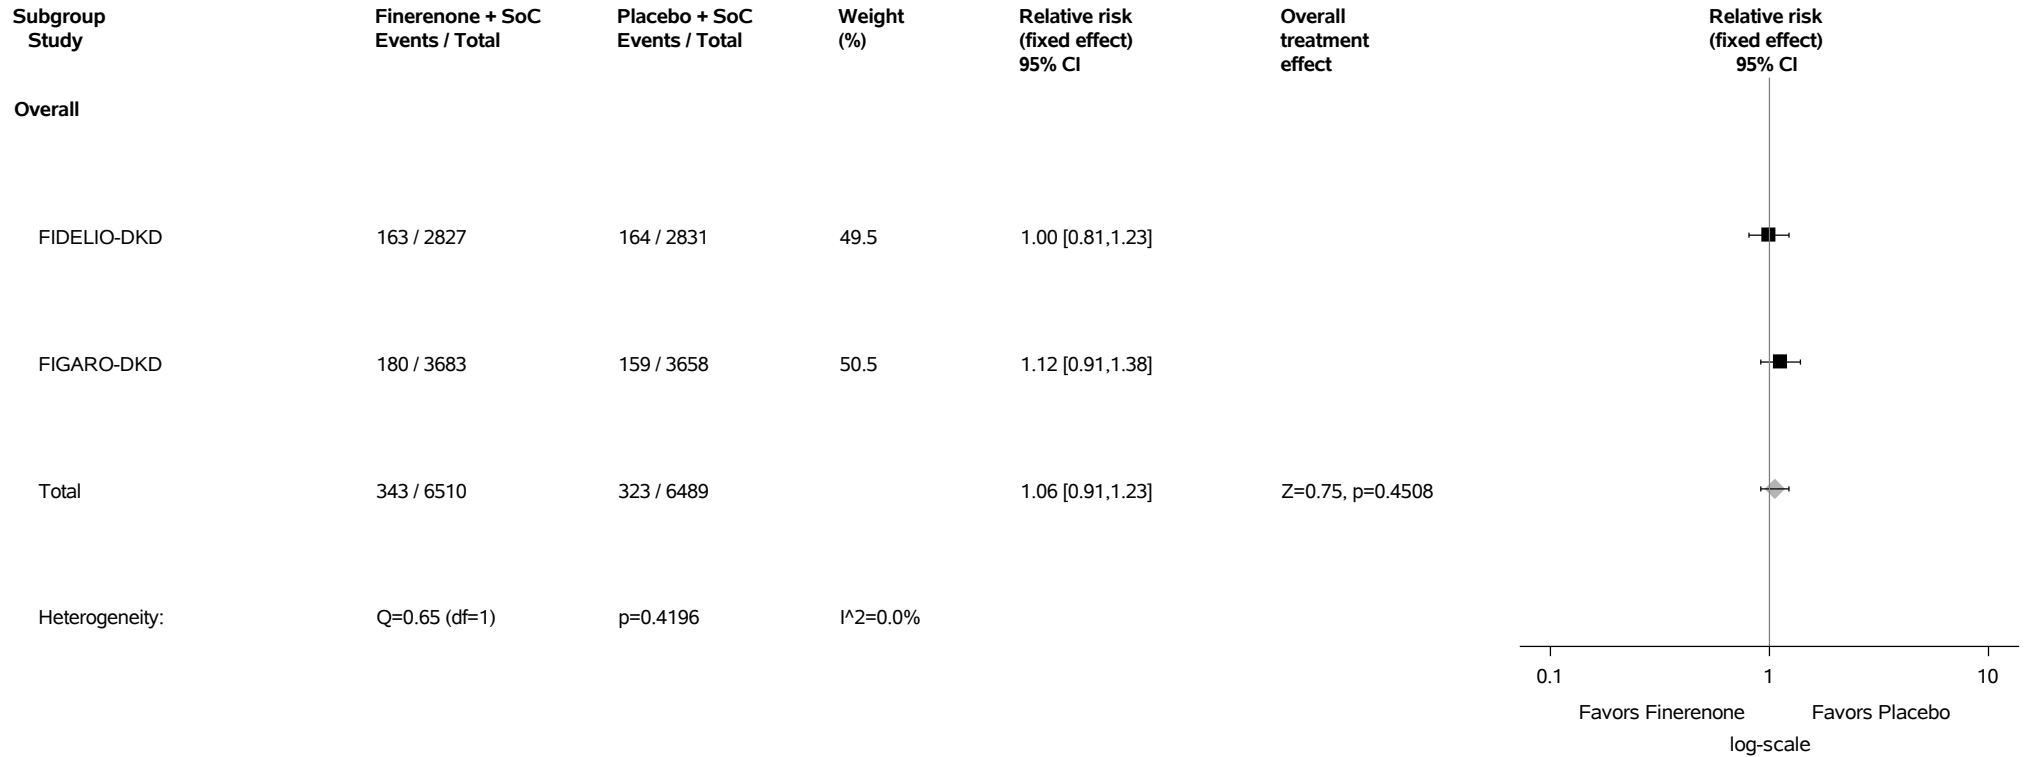 Subgroup Finerenone + SoC Placebo + SoC Weight Relative risk Overall Relative risk
Study Events / Total Events / Total (%) (fixed effect) treatment (fixed effect)
95% CI effect 95% CI
Overall
FIDELIO-DKD 163 / 2827 164 / 2831 49.5 1.00 [0.81,1.23]
FIGARO-DKD 180 / 3683 159 / 3658 50.5 1.12 [0.91,1.38]
Total 343 / 6510 323 / 6489 1.06 [0.91,1.23] Z=0.75, p=0.4508
Heterogeneity: Q=0.65 (df=1) p=0.4196 I^2=0.0%
0.1 1 10
Favors Finerenone Favors Placebo
log-scale